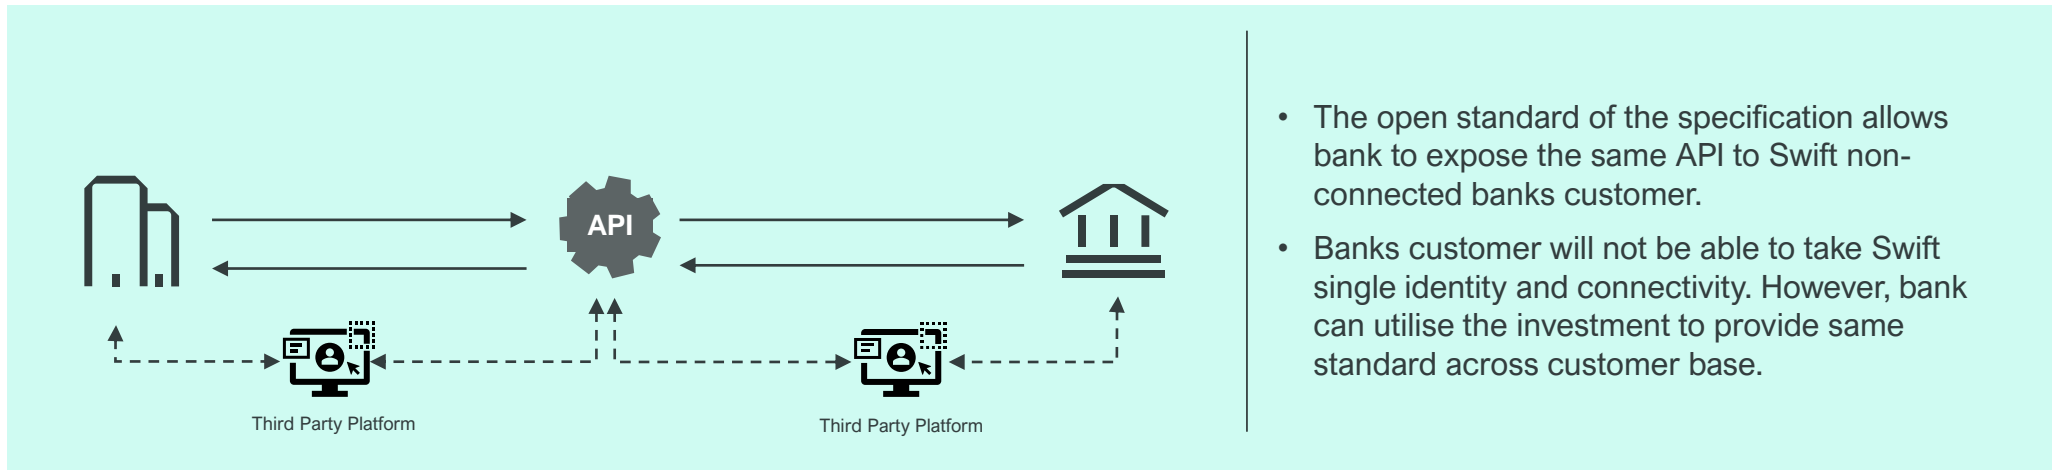 API
Third Party Platform
Third Party Platform
• The open standard of the specification allows
bank to expose the same API to Swift non-
connected banks customer.
• Banks customer will not be able to take Swift
single identity and connectivity. However, bank
can utilise the investment to provide same
standard across customer base.